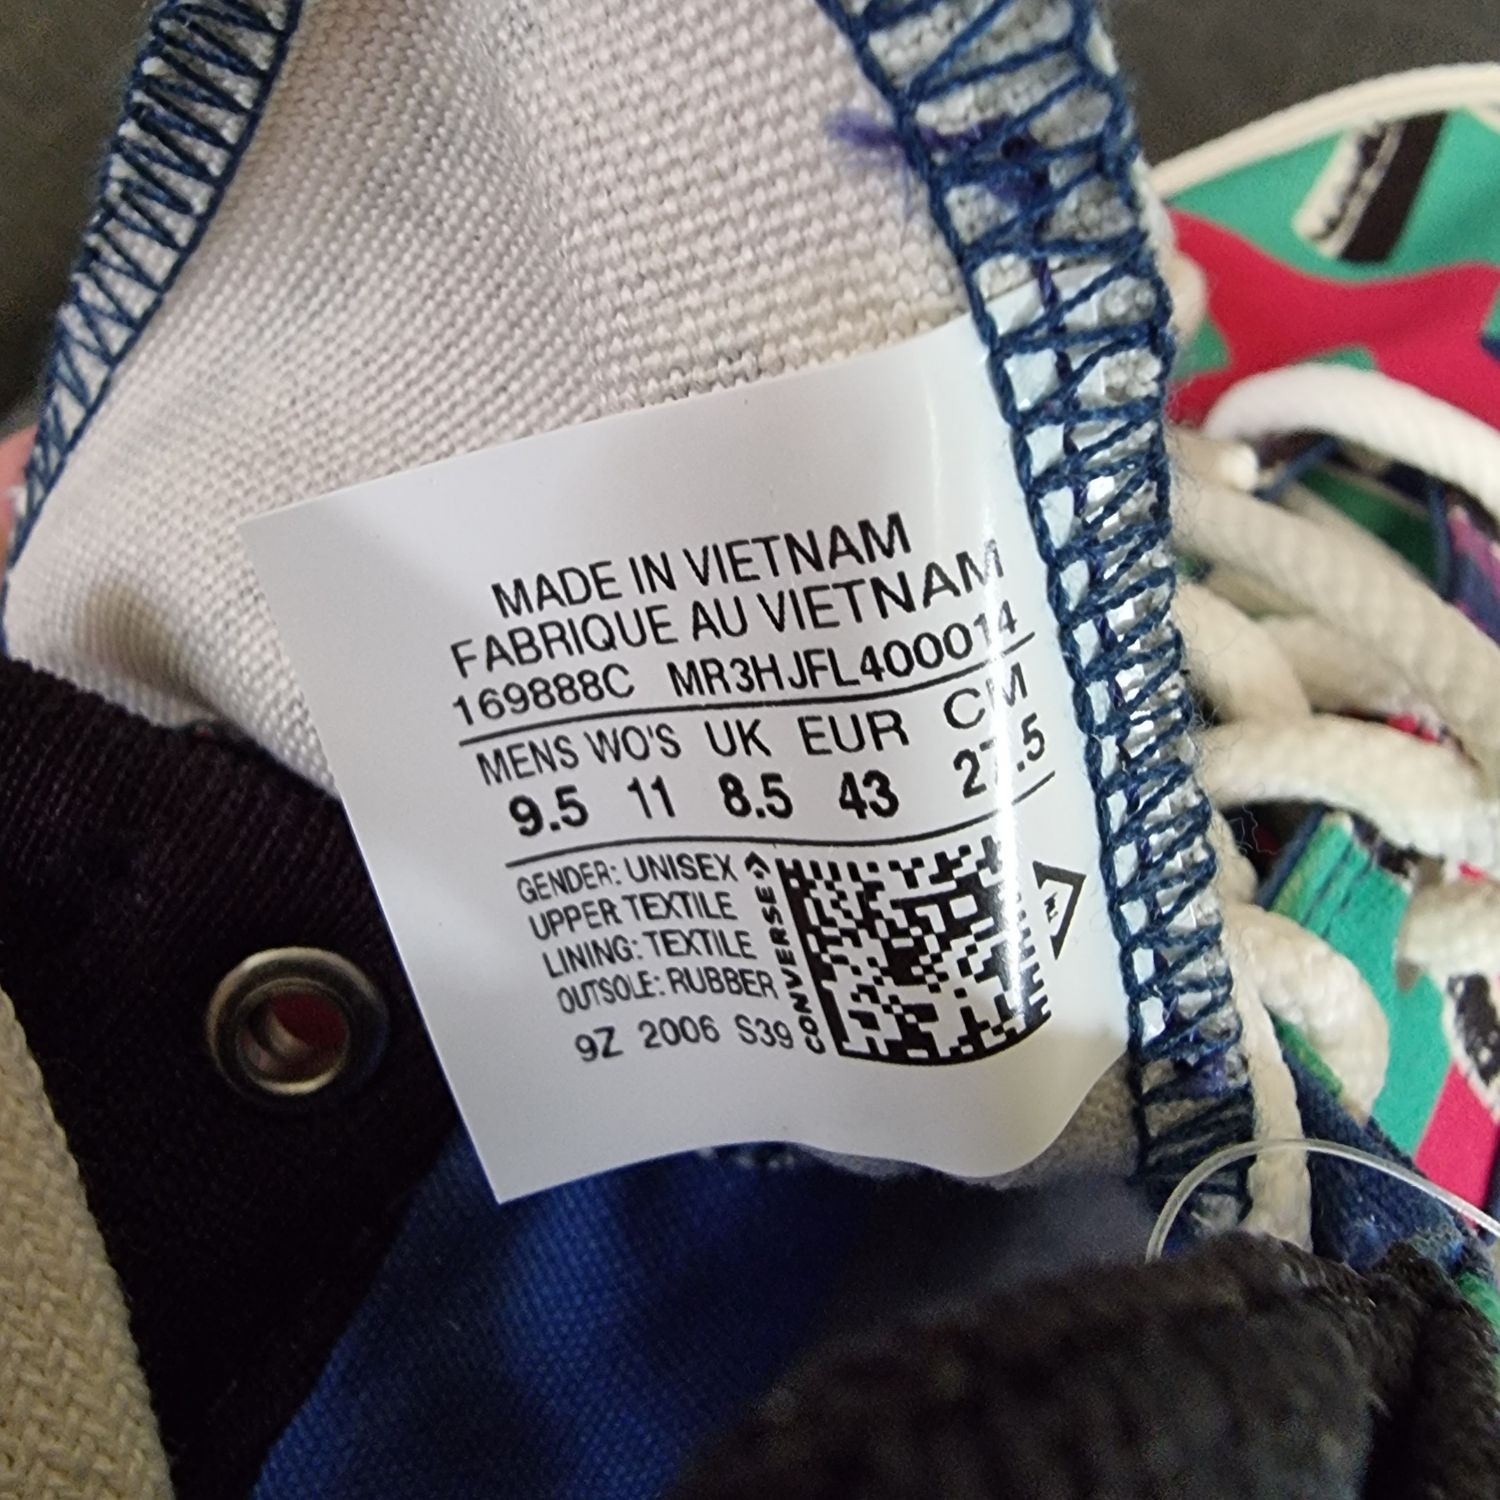 MADE IN VIETNAM
FABRIQUE AU VIETNAM
169888C MR3HJFL400014
MENS WO'S UK EUR CM
9.5 11 8.5 43 27.5
GENDER: UNISEX
UPPER TEXTILE
LINING: TEXTILE
OUTSOLE: RUBBER
9Z 2006 S39
CONVERSE